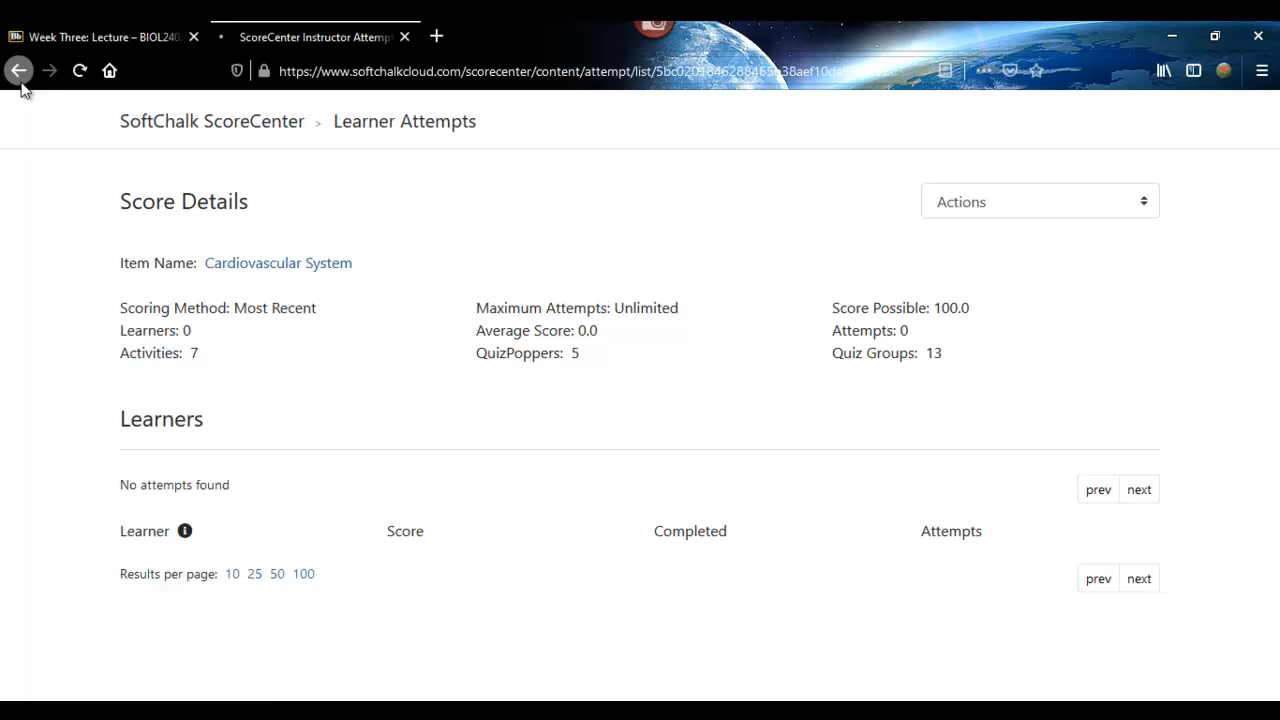 Week Three: Lecture – BIOL240
ScoreCenter Instructor Attemp
https://www.softchalkcloud.com/scorecenter/content/attempt/list/
SoftChalk ScoreCenter > Learner Attempts
Score Details
Actions
Item Name: Cardiovascular System
Scoring Method: Most Recent Maximum Attempts: Unlimited Score Possible: 100.0
Learners: 0 Average Score: 0.0 Attempts: 0
Activities: 7 QuizPoppers: 5 Quiz Groups: 13
Learners
No attempts found prev next
Learner Score Completed Attempts
Results per page: 10 25 50 100 prev next